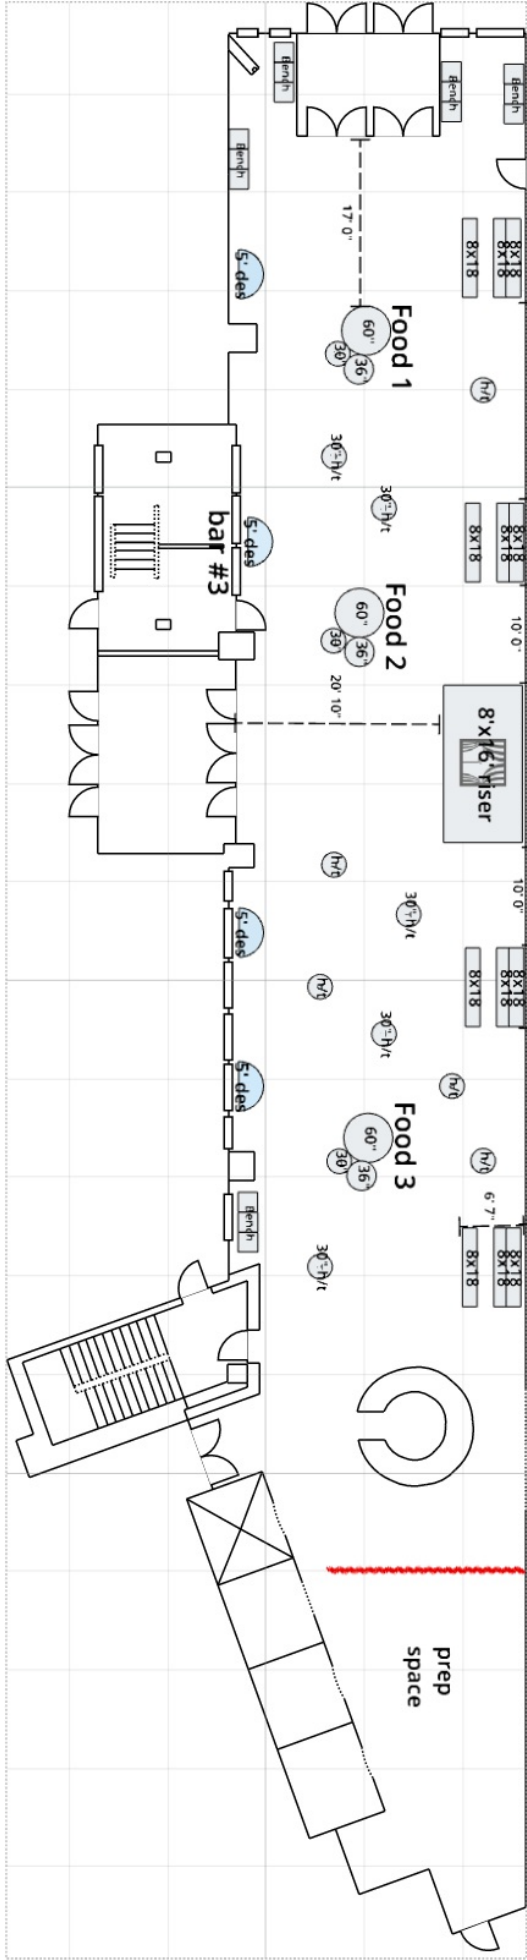 Bench
Bench
Bench
Bench
8x18
8x18
8x18
5' des
17' 0"
Food 1
60"
30"
36"
h/t
30"-h/t
30"-h/t
8x18
8x18
8x18
bar #3
5' des
Food 2
60"
30"
36"
10' 0"
20' 10"
8'x16' riser
h/t
10' 0"
30"-h/t
5' des
8x18
8x18
8x18
h/t
30"-h/t
5' des
h/t
Food 3
60"
30"
36"
h/t
6' 7"
Bench
8x18
8x18
8x18
30"-h/t
prep
space